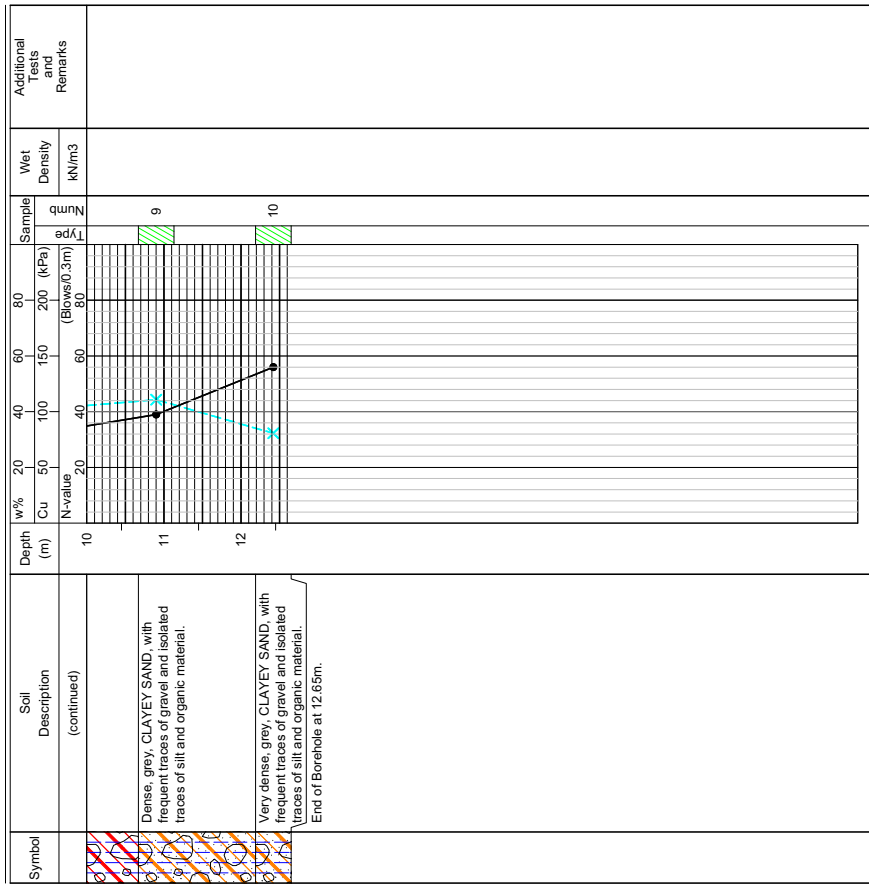 Symbol
Soil
Description
(continued)
Depth
(m)
w% 20 40 60 80
Cu 50 100 150 200 (kPa)
N-value 20 40 60 80 (Blows/0.3m)
Sample
Type
Numb
Wet
Density
kN/m3
Additional
Tests
and
Remarks
10
Dense, grey, CLAYEY SAND, with
frequent traces of gravel and isolated
traces of silt and organic material.
11
9
Very dense, grey, CLAYEY SAND, with
frequent traces of gravel and isolated
traces of silt and organic material.
12
10
End of Borehole at 12.65m.